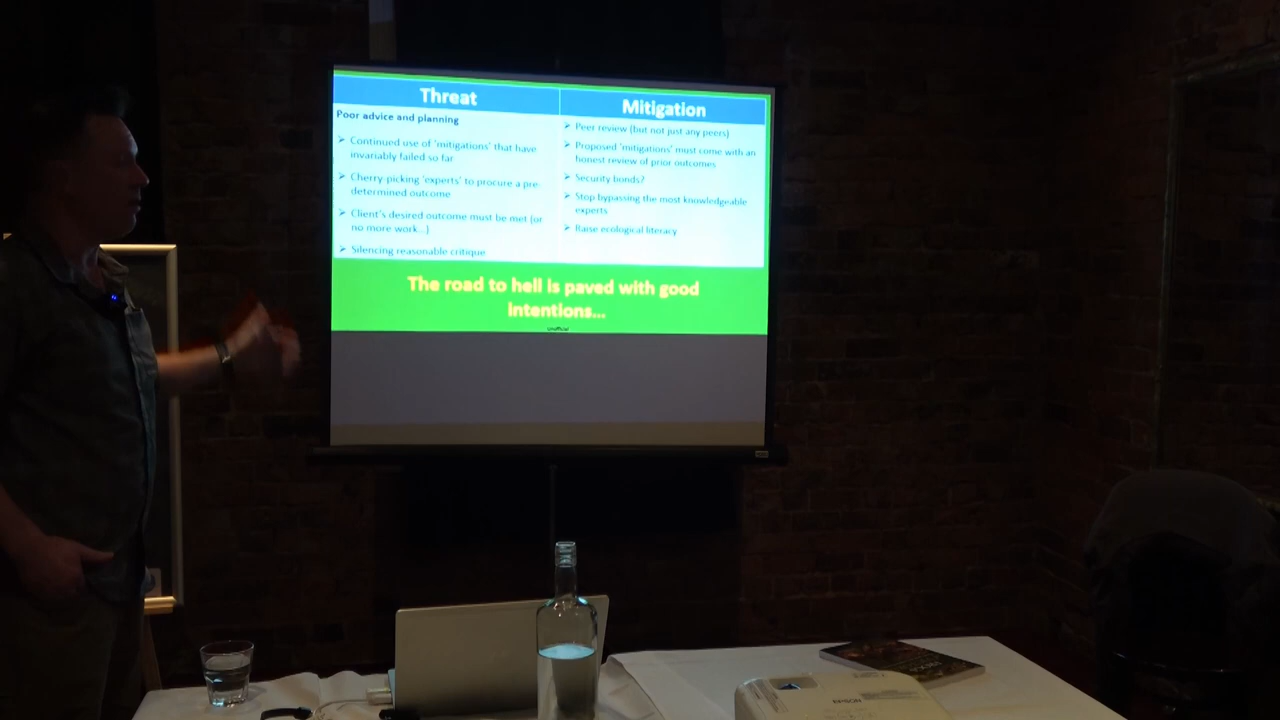 Threat
Mitigation
Poor advice and planning
➢ Continued use of 'mitigations' that have
invariably failed so far
➢ Cherry-picking 'experts' to procure a pre-
determined outcome
➢ Client's desired outcome must be met (or
no more work...)
➢ Silencing reasonable critique
➢ Peer review (but not just any peers)
➢ Proposed 'mitigations' must come with an
honest review of prior outcomes
➢ Security bonds?
➢ Stop bypassing the most knowledgeable
experts
➢ Raise ecological literacy
The road to hell is paved with good
intentions...
Unofficial
EPSON